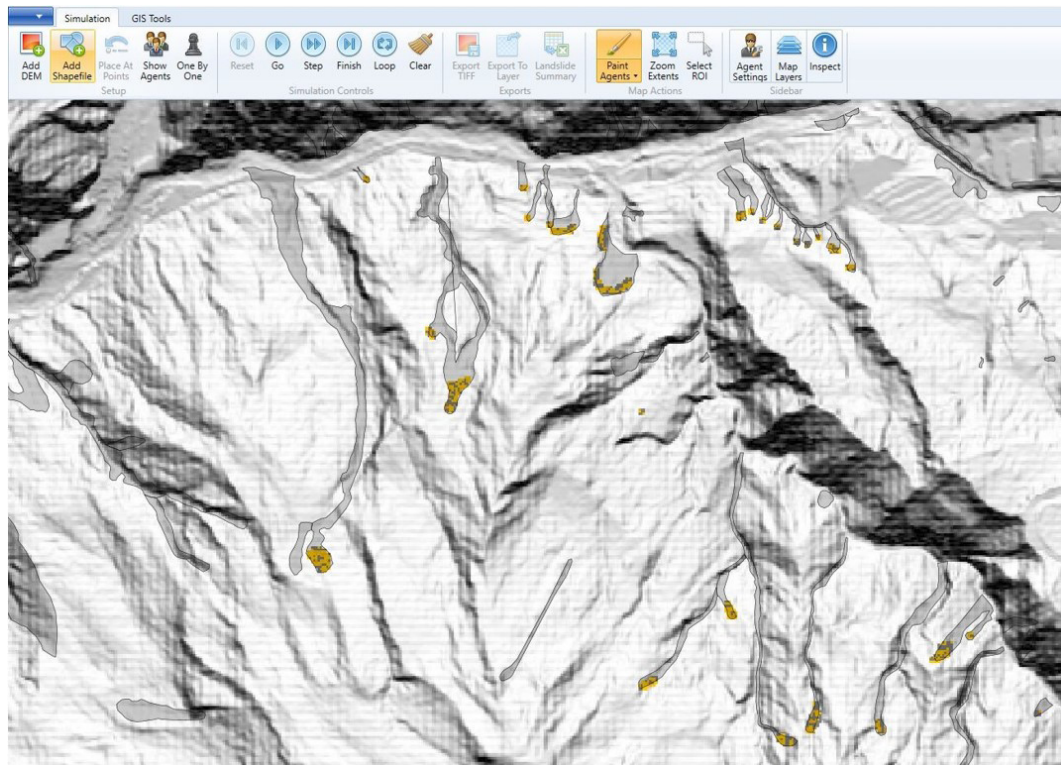 Simulation GIS Tools
Add DEM
Add Shapefile
Place At Points
Show Agents
One By One
Reset
Go
Step
Finish
Loop
Clear
Export TIFF
Export To Layer
Landslide Summary
Paint Agents
Zoom Extents
Select ROI
Agent Settings
Map Layers
Inspect
Setup
Simulation Controls
Exports
Map Actions
Sidebar